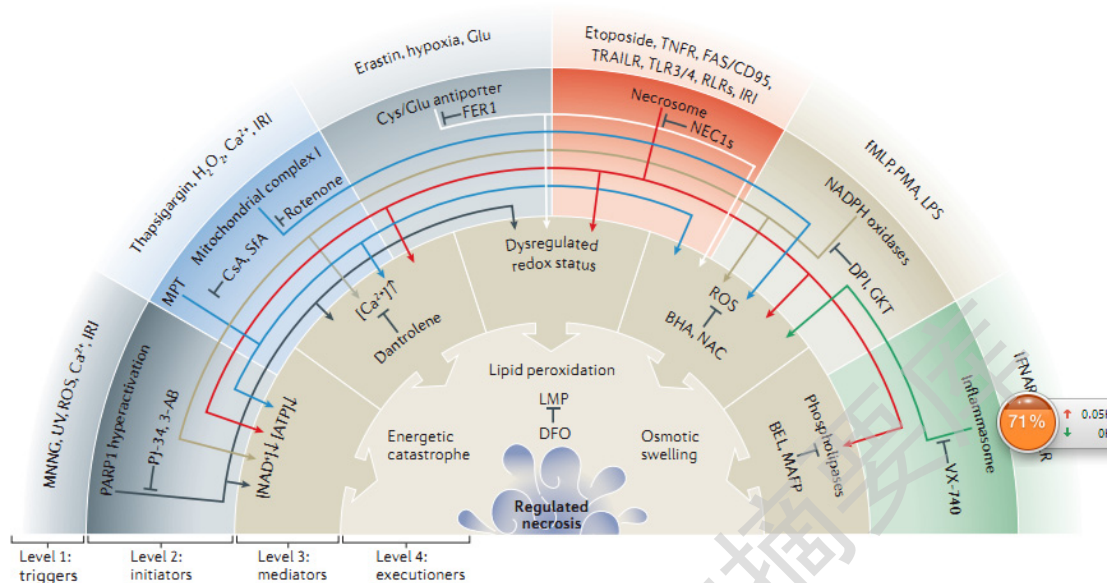 Etoposide, TNFR, FAS/CD95,
TRAILR, TLR3/4, RLRs, IRI
Erastin, hypoxia, Glu
Cys/Glu antiporter
FER1
Necrosome
NEC1s
Thapsigargin, H₂O₂, Ca²⁺, IRI
Mitochondrial complex I
Rotenone
CsA, SfA
MPT
fMLP, PMA, LPS
NADPH oxidases
DPI, GKT
MNNG, UV, ROS, Ca²⁺, IRI
PARP1 hyperactivation
PJ-34, 3-AB
[NAD⁺]↓
[ATP]↓
[Ca²⁺]↑
Dantrolene
Dysregulated
redox status
ROS
BHA, NAC
Phospholipases
BEL, MAFP
Inflammasome
VX-740
71%
Lipid peroxidation
LMP
DFO
Energetic
catastrophe
Osmotic
swelling
Regulated
necrosis
Level 1:
triggers
Level 2:
initiators
Level 3:
mediators
Level 4:
executioners
摘要库